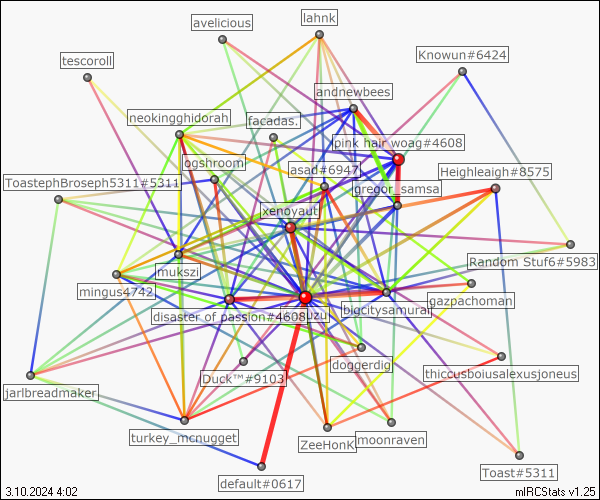 lahnk
avelicious
Knowun#6424
tescoroll
andnewbees
neokingghidorah
facadas.
pink hair woag#4608
ogshroom
asad#6947
Heighleaigh#8575
ToastephBroseph5311#5311
gregor_samsa
xenoyaut
Random Stuf6#5983
mukszi
mingus4742
gazpachoman
disaster of passion#4608
uzu
bigcitysamurai
doggerdig
thiccusboiusalexusjoneus
Duck™#9103
jarlbreadmaker
turkey_mcnugget
ZeeHonK
moonraven
default#0617
Toast#5311
3.10.2024 4:02
mIRCStats v1.25